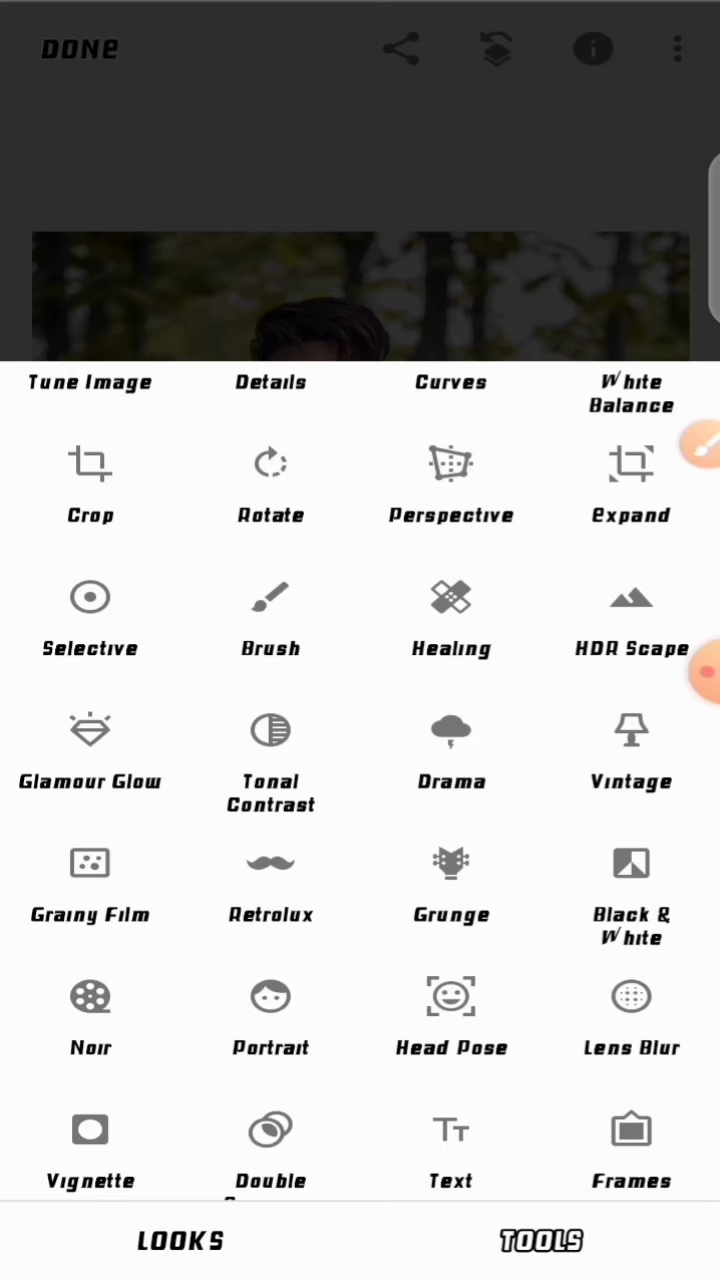 DONE
Tune Image Details Curves White
Balance
Crop Rotate Perspective Expand
Selective Brush Healing HDR Scape
Glamour Glow Tonal Drama Vintage
Contrast
Grainy Film Retrolux Grunge Black &
White
Noir Portrait Head Pose Lens Blur
Vignette Double Text Frames
LOOKS TOOLS